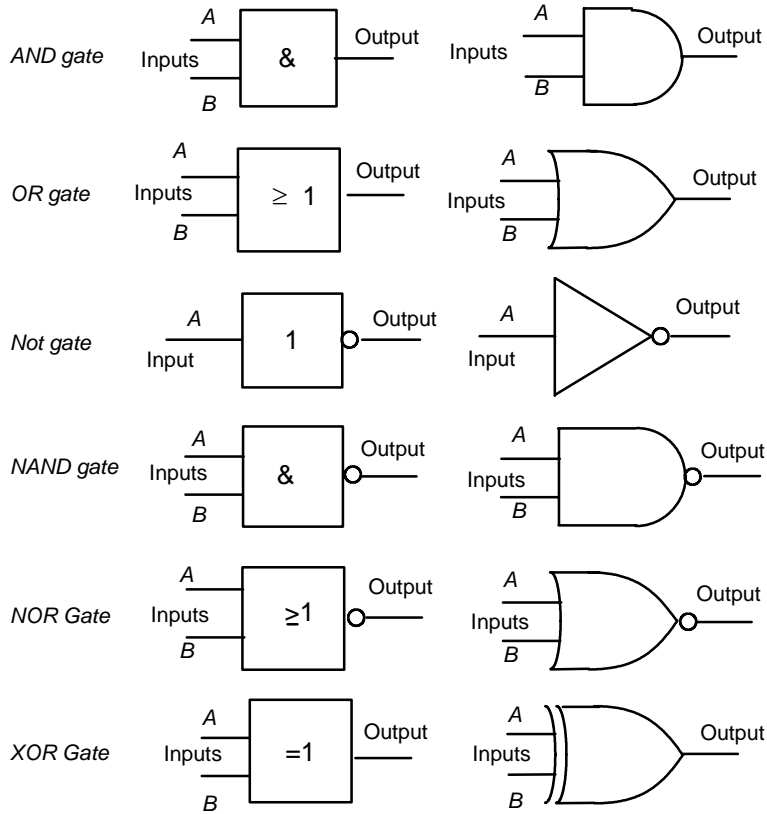 A A
AND gate Inputs & Output Inputs Output
B B
A A
OR gate Inputs ≥ 1 Output Inputs Output
B B
A A
Not gate 1 Output Output
Input Input
A A
NAND gate Inputs & Output Inputs Output
B B
A A
NOR Gate Inputs ≥1 Output Inputs Output
B B
A A
XOR Gate Inputs =1 Output Inputs Output
B B